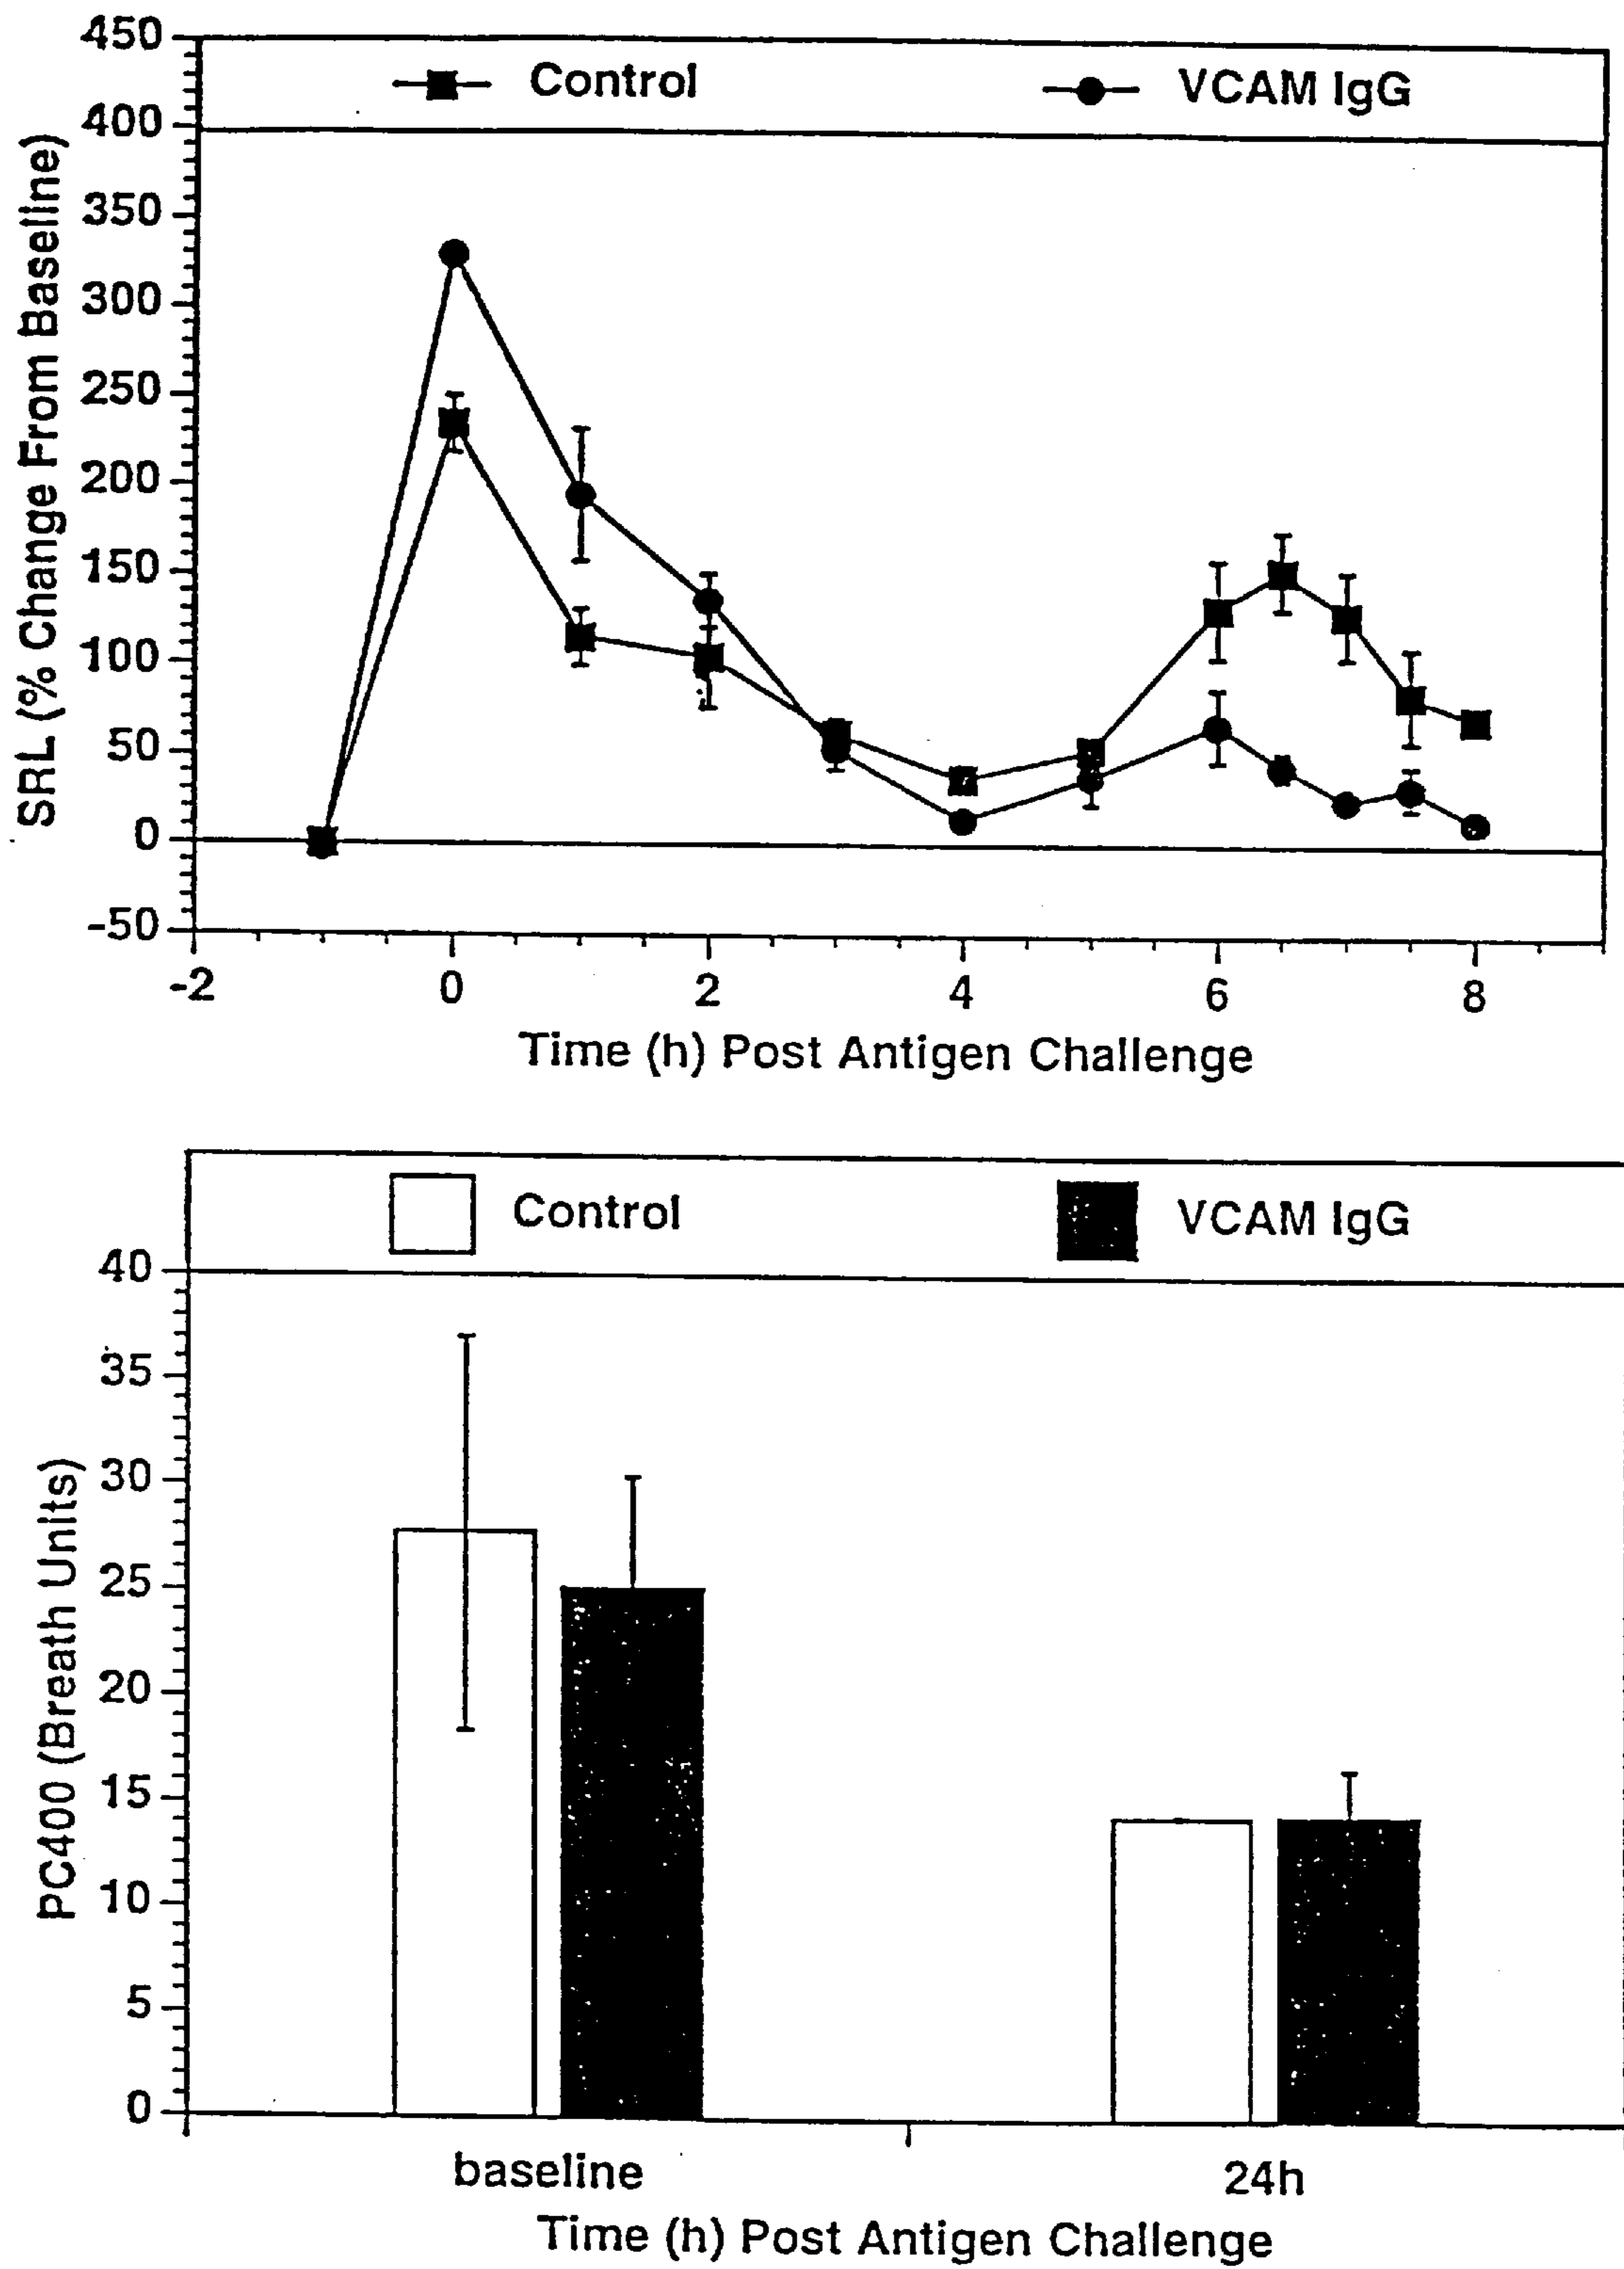 Control
VCAM IgG
SRL (% Change From Baseline)
450
400
350
300
250
200
150
100
50
0
-50
-2
0
2
4
6
8
Time (h) Post Antigen Challenge
Control
VCAM IgG
PC400 (Breath Units)
40
35
30
25
20
15
10
5
0
baseline
24h
Time (h) Post Antigen Challenge